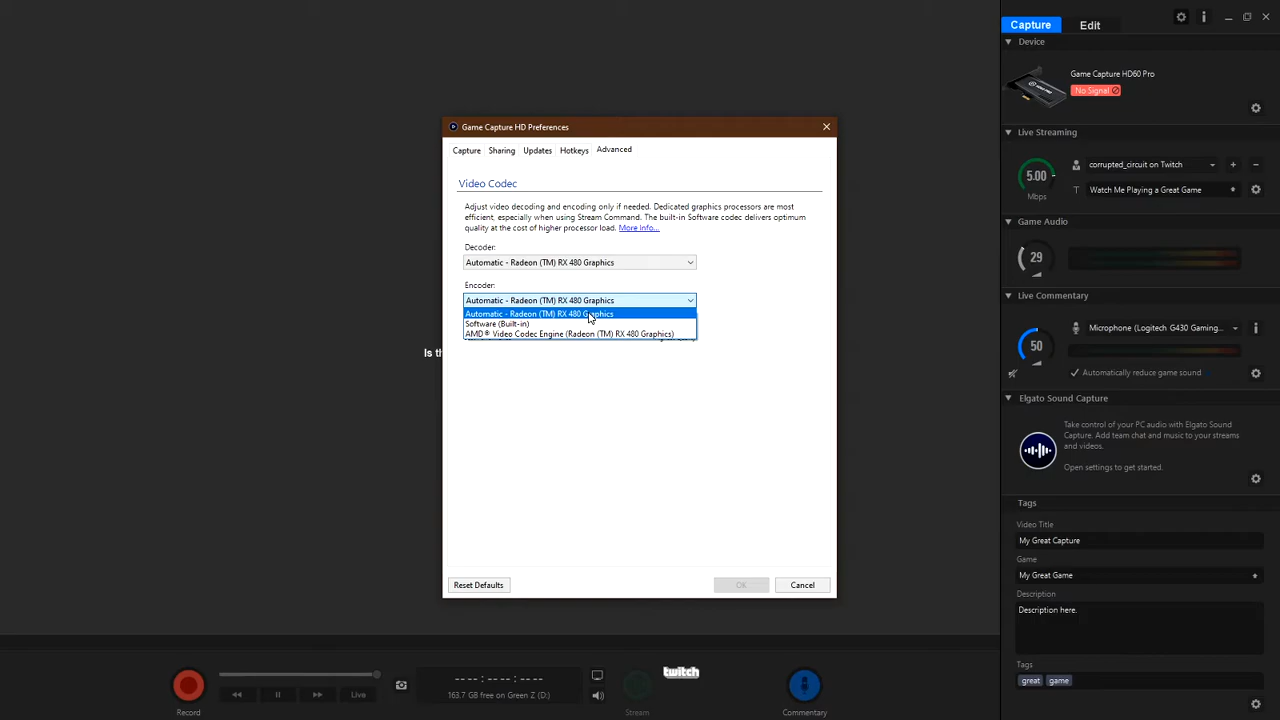 Capture Edit
Device
Game Capture HD60 Pro
No Signal
Live Streaming
5.00
Mbps
corrupted_circuit on Twitch
Watch Me Playing a Great Game
Game Audio
29
Live Commentary
50
Microphone (Logitech G430 Gaming...
Automatically reduce game sound
Elgato Sound Capture
Take control of your PC audio with Elgato Sound
Capture. Add team chat and music to your streams
and videos.
Open settings to get started.
Tags
Video Title
My Great Capture
Game
My Great Game
Description
Description here.
Tags
great game
Game Capture HD Preferences
Capture Sharing Updates Hotkeys Advanced
Video Codec
Adjust video decoding and encoding only if needed. Dedicated graphics processors are most
efficient, especially when using Stream Command. The built-in Software codec delivers optimum
quality at the cost of higher processor load. More Info...
Decoder:
Automatic - Radeon (TM) RX 480 Graphics
Encoder:
Automatic - Radeon (TM) RX 480 Graphics
Automatic - Radeon (TM) RX 480 Graphics
Software (Built-in)
AMD® Video Codec Engine (Radeon (TM) RX 480 Graphics)
Is th
Reset Defaults OK Cancel
Record
Live
--:--:--
163.7 GB free on Green Z (D:)
twitch
Stream
Commentary